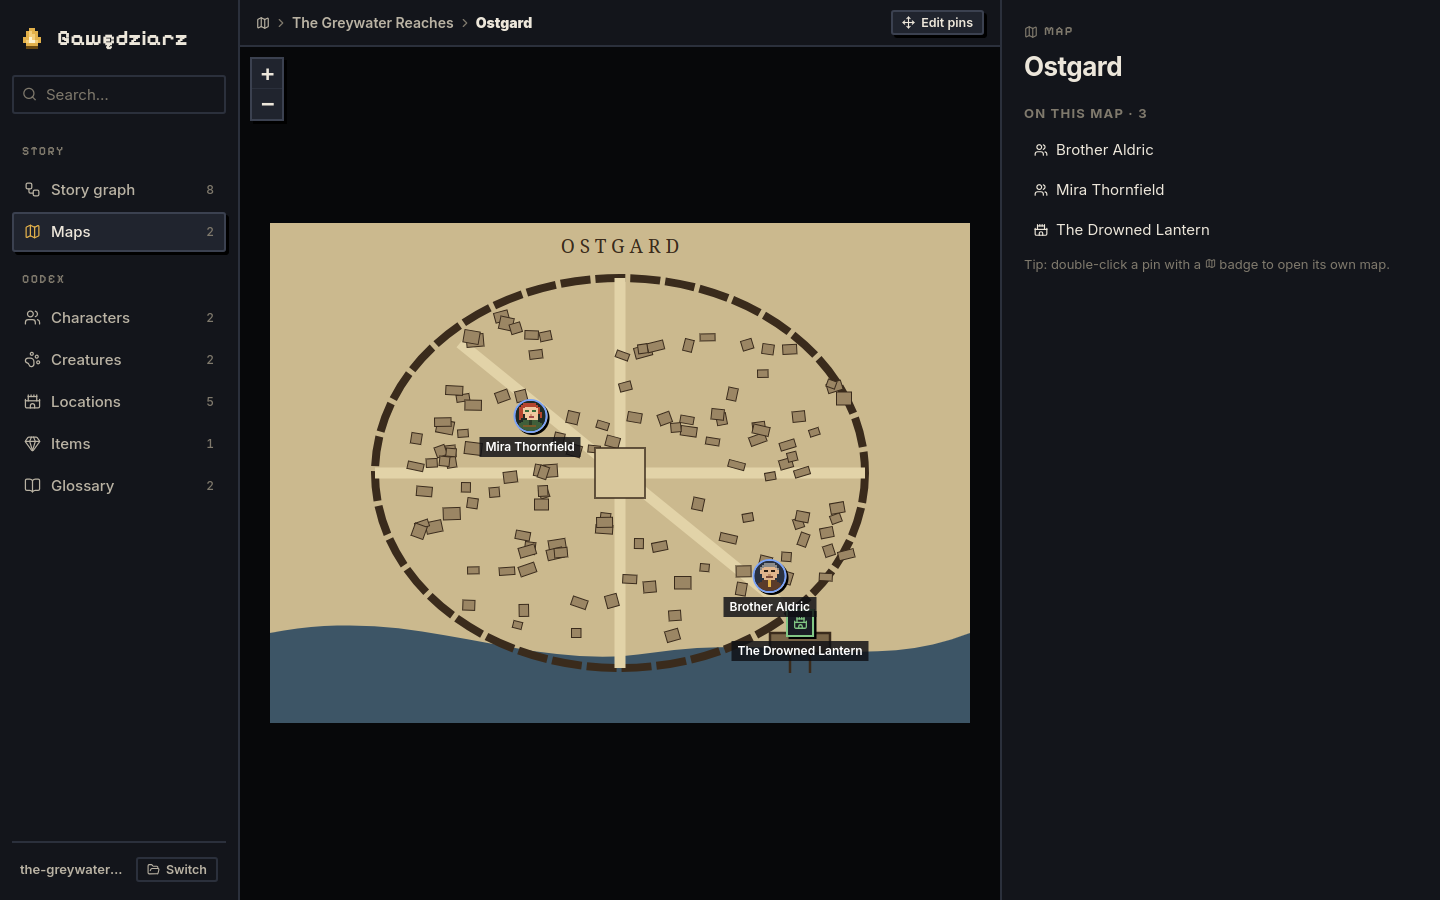 Gawędziarz
Search...
STORY
Story graph 8
Maps 2
CODEX
Characters 2
Creatures 2
Locations 5
Items 1
Glossary 2
the-greywater...
Switch
The Greywater Reaches > Ostgard
Edit pins
+
−
OSTGARD
Mira Thornfield
Brother Aldric
The Drowned Lantern
MAP
Ostgard
ON THIS MAP · 3
Brother Aldric
Mira Thornfield
The Drowned Lantern
Tip: double-click a pin with a badge to open its own map.